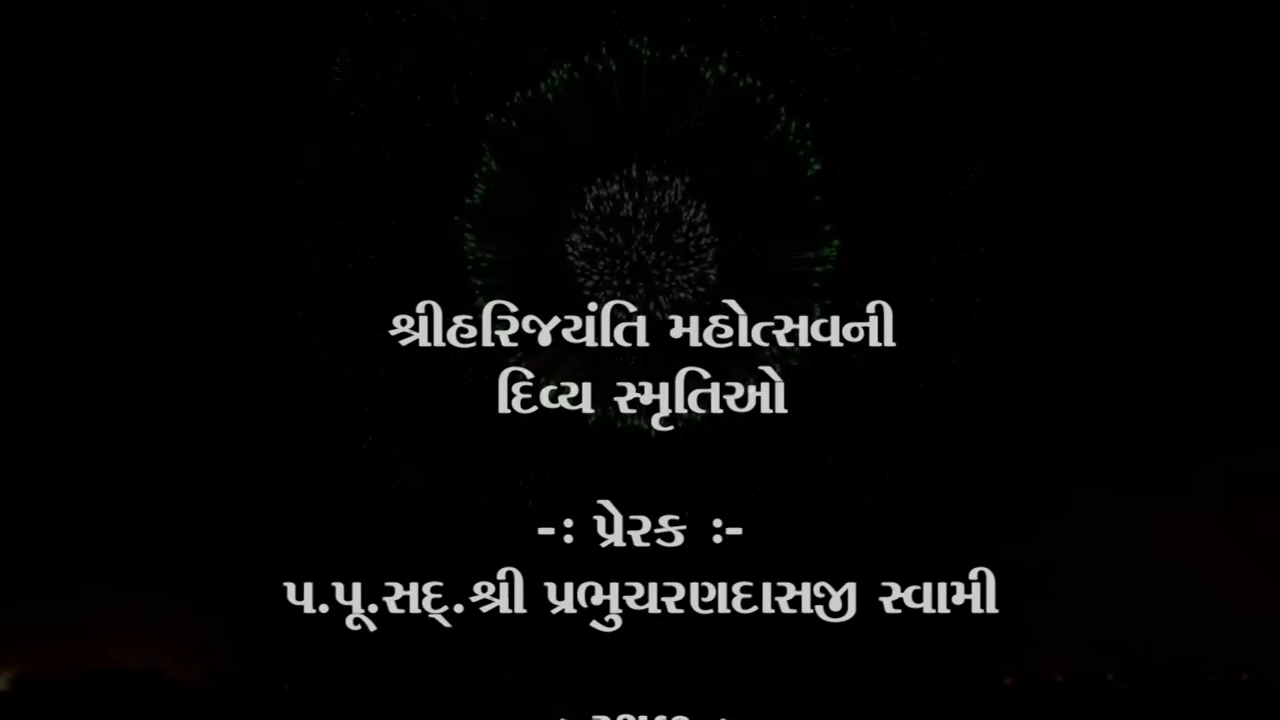 શ્રીહરિજયંતિ મહોત્સવની
દિવ્ય સ્મૃતિઓ
-: પ્રેરક :-
પ.પૂ.સદ્.શ્રી પ્રભુચરણદાસજી સ્વામી